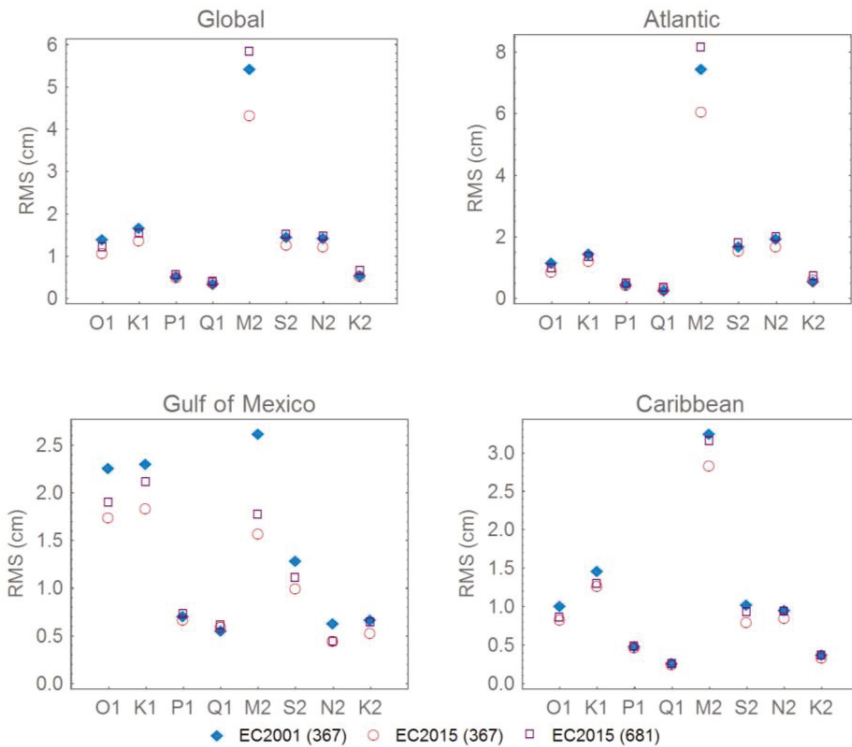 Global
Atlantic
RMS (cm)
6
5
4
3
2
1
0
O1 K1 P1 Q1 M2 S2 N2 K2
RMS (cm)
8
6
4
2
0
O1 K1 P1 Q1 M2 S2 N2 K2
Gulf of Mexico
Caribbean
RMS (cm)
2.5
2.0
1.5
1.0
0.5
0.0
O1 K1 P1 Q1 M2 S2 N2 K2
RMS (cm)
3.0
2.5
2.0
1.5
1.0
0.5
0.0
O1 K1 P1 Q1 M2 S2 N2 K2
EC2001 (367) EC2015 (367) EC2015 (681)